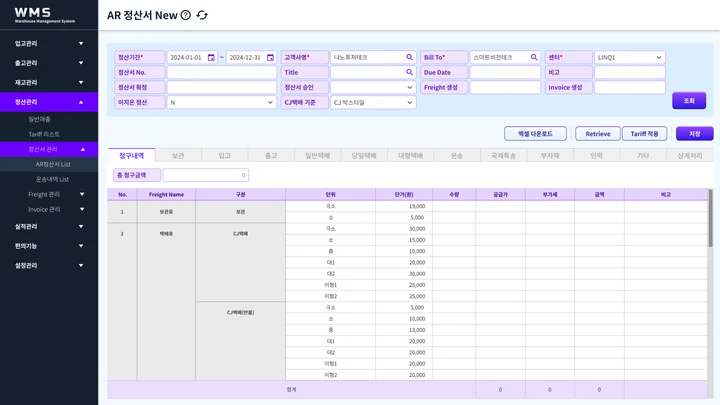 WMS
Warehouse Management System
입고관리
출고관리
재고관리
정산관리
일반매출
Tariff 리스트
정산서 관리
AR정산서 List
운송내역 List
Freight 관리
Invoice 관리
실적관리
편의기능
설정관리
AR 정산서 New
정산기간* 2024-01-01 ~ 2024-12-31 고객사명* 나노퓨처테크 Bill To* 스마트비전테크 센터* LINQ1
정산서 No. Title Due Date 비고
정산서 확정 정산서 승인 Freight 생성 Invoice 생성
이지온 정산 N CJ택배 기준 CJ 박스타일
조회
엑셀 다운로드 Retrieve Tariff 적용 저장
청구내역 보관 입고 출고 일반택배 당일택배 대형택배 운송 국제특송 부자재 인력 기타 상계처리
총 청구금액 0
No. Freight Name 구분 단위 단가(원) 수량 공급가 부가세 금액 비고
1 보관료 보관 극소 19,000
소 5,000
2 택배료 CJ택배 극소 30,000
소 15,000
중 10,000
대1 20,000
대2 30,000
이형1 25,000
이형2 25,000
CJ택배(반품) 극소 5,000
소 10,000
중 13,000
대1 20,000
대2 20,000
이형1 20,000
이형2 20,000
합계 0 0 0